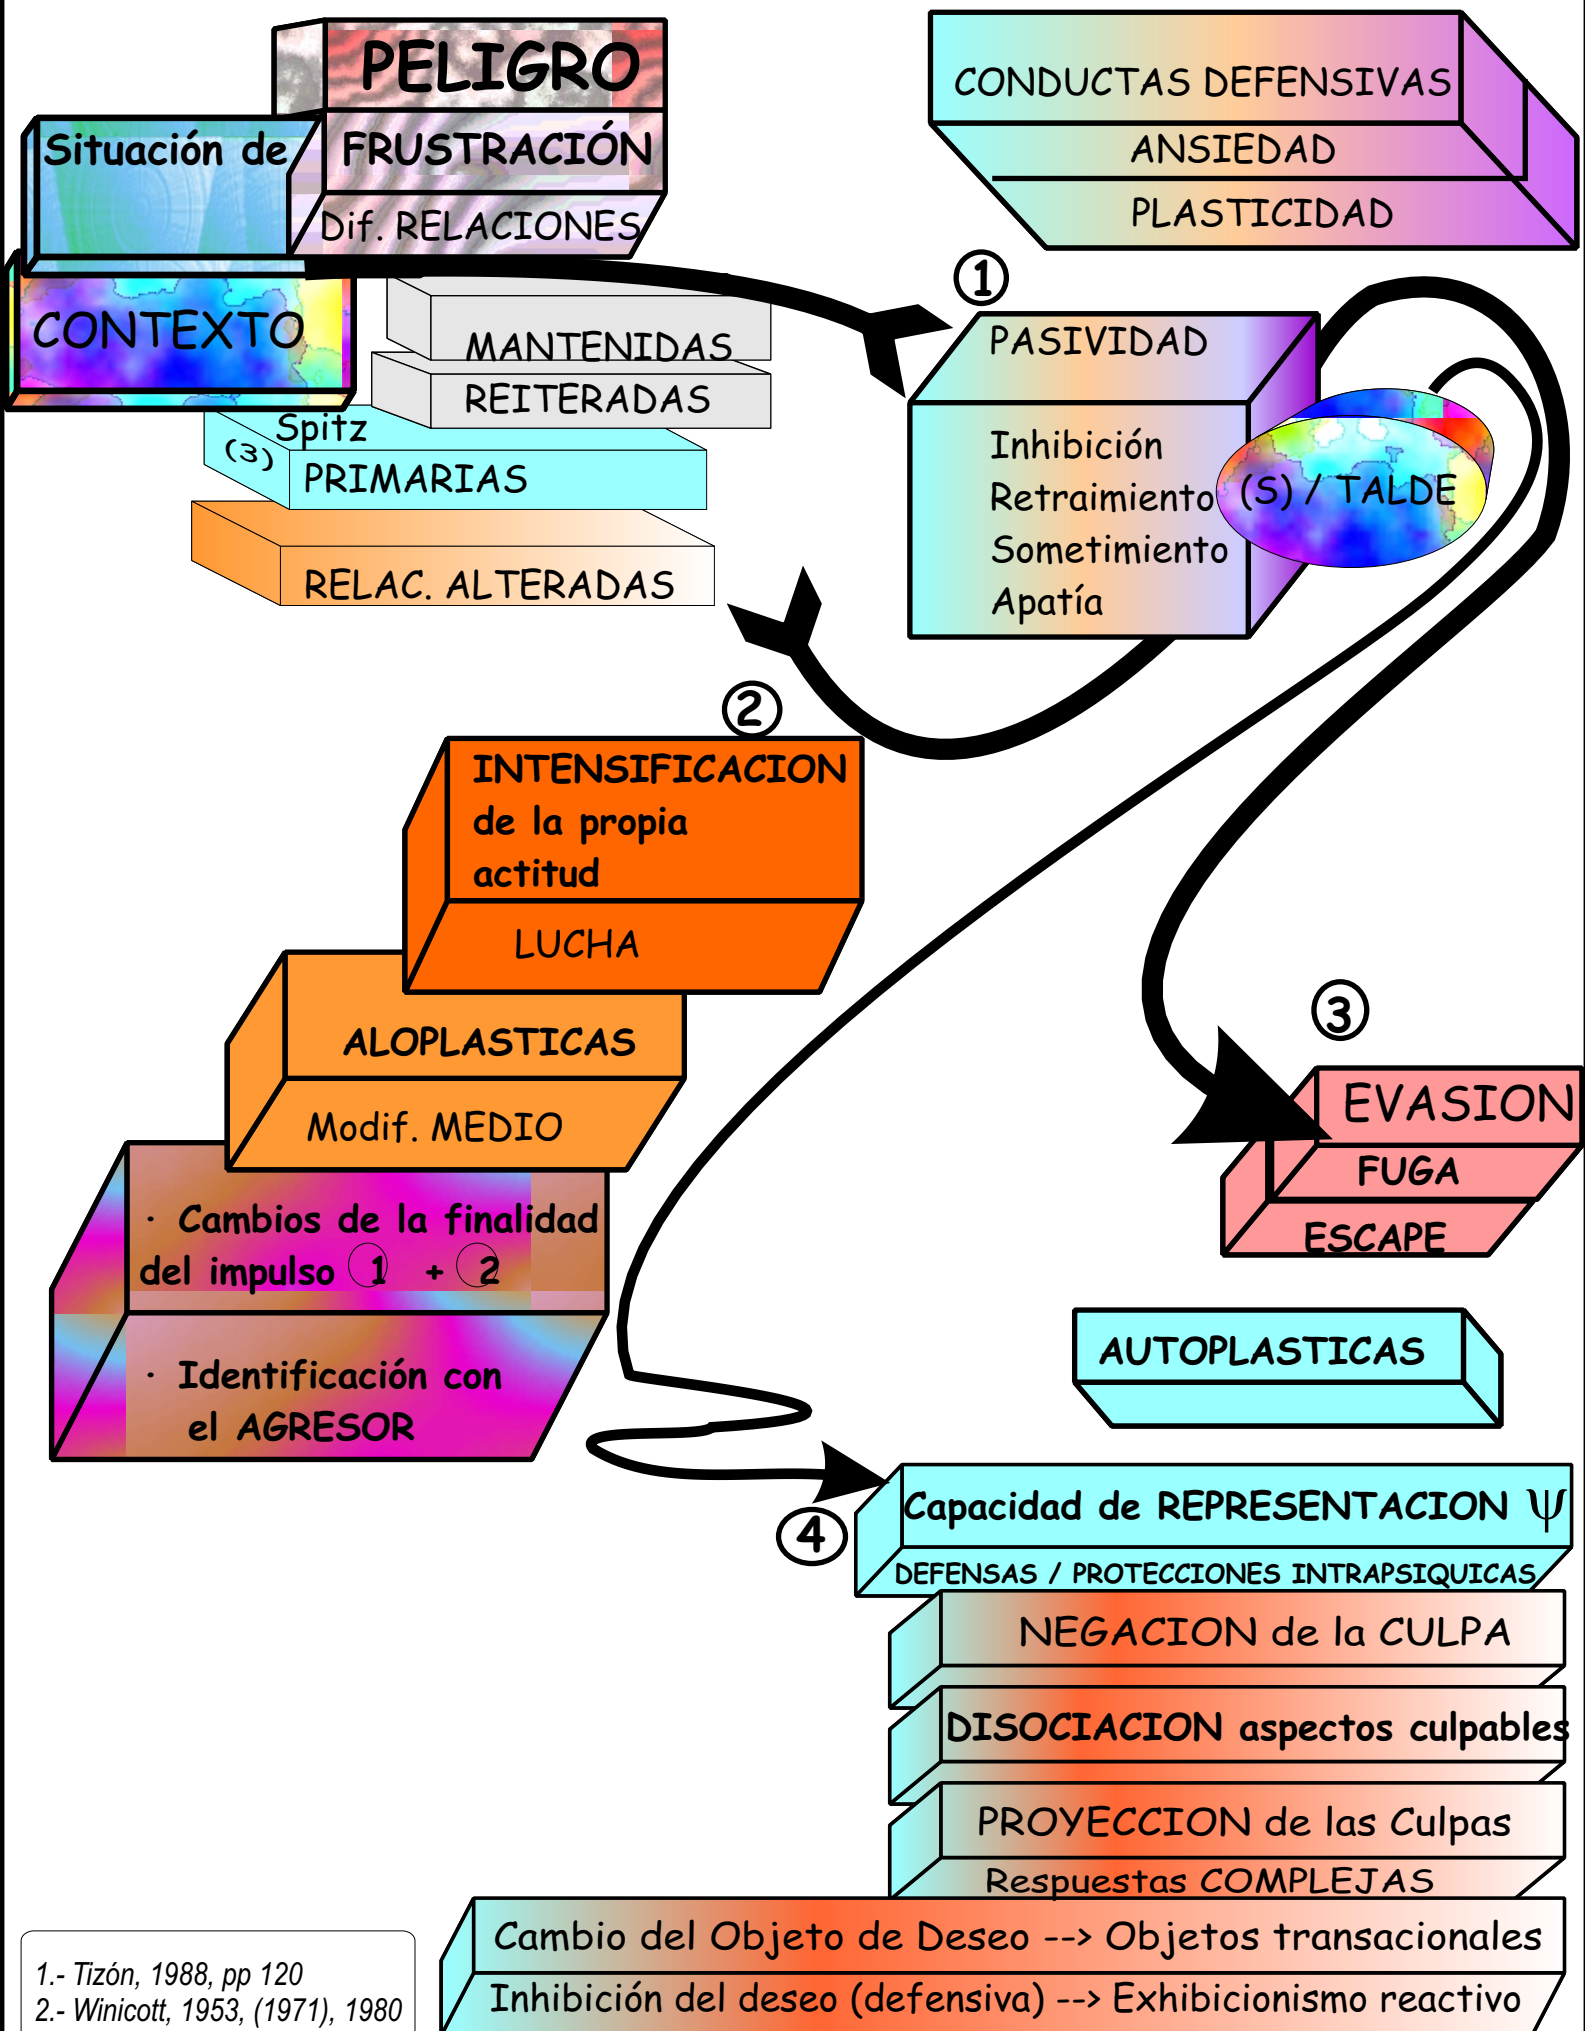 PELIGRO
Situación de
FRUSTRACIÓN
Dif. RELACIONES
CONTEXTO
MANTENIDAS
REITERADAS
Spitz
(3)
PRIMARIAS
RELAC. ALTERADAS
CONDUCTAS DEFENSIVAS
ANSIEDAD
PLASTICIDAD
1
PASIVIDAD
Inhibición
Retraimiento
Sometimiento
Apatía
(S) / TALDE
2
INTENSIFICACION
de la propia
actitud
LUCHA
ALOPLASTICAS
Modif. MEDIO
· Cambios de la finalidad
del impulso 1 + 2
· Identificación con
el AGRESOR
3
EVASION
FUGA
ESCAPE
AUTOPLASTICAS
4
Capacidad de REPRESENTACION ψ
DEFENSAS / PROTECCIONES INTRAPSIQUICAS
NEGACION de la CULPA
DISOCIACION aspectos culpables
PROYECCION de las Culpas
Respuestas COMPLEJAS
Cambio del Objeto de Deseo --> Objetos transacionales
Inhibición del deseo (defensiva) --> Exhibicionismo reactivo
1.- Tizón, 1988, pp 120
2.- Winicott, 1953, (1971), 1980